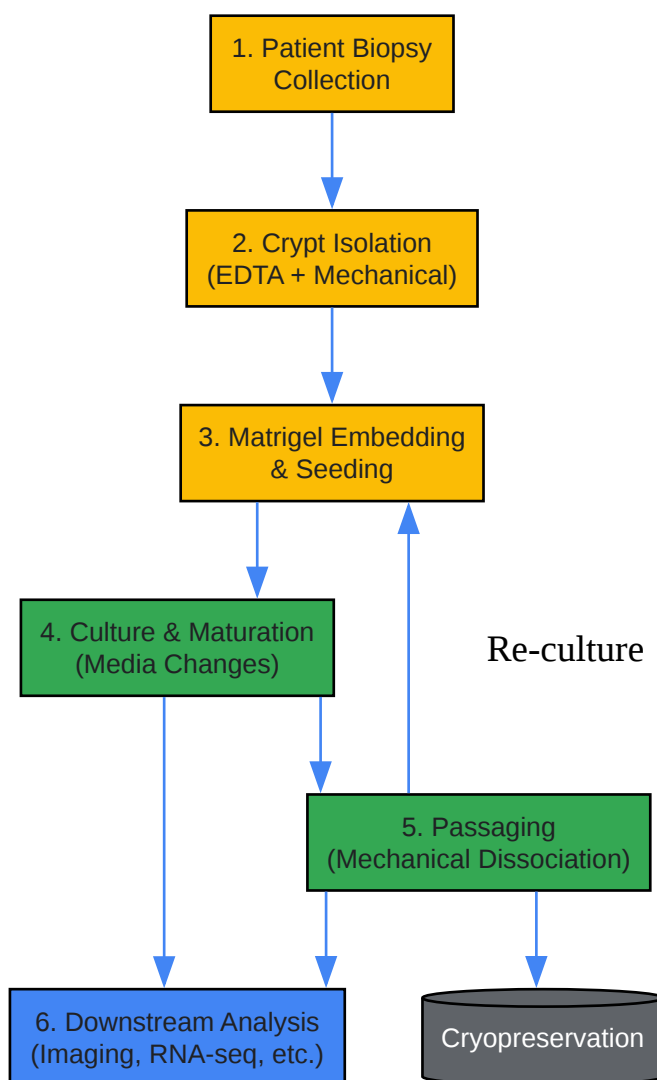 1. Patient Biopsy
Collection
2. Crypt Isolation
(EDTA + Mechanical)
3. Matrigel Embedding
& Seeding
4. Culture & Maturation
(Media Changes)
Re-culture
5. Passaging
(Mechanical Dissociation)
6. Downstream Analysis
(Imaging, RNA-seq, etc.)
Cryopreservation